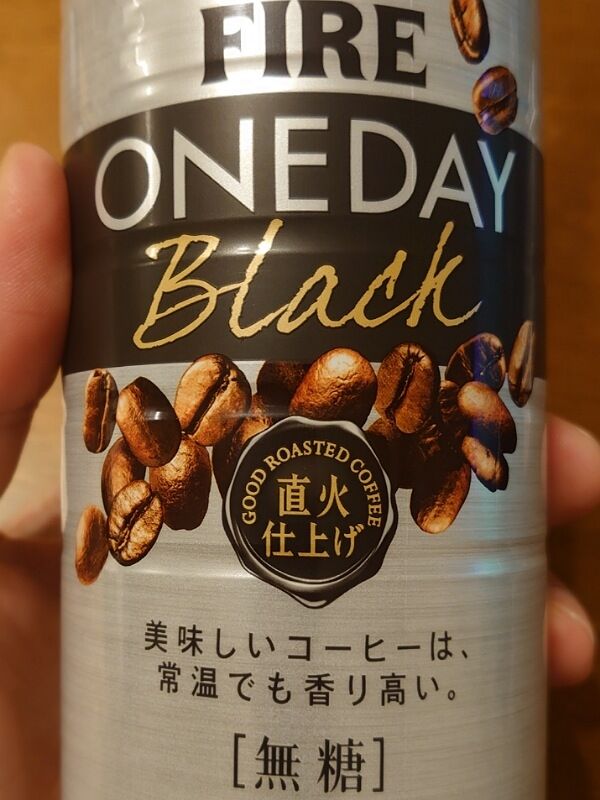 FIRE
ONEDAY
Black
GOOD ROASTED COFFEE
直火
仕上げ
美味しいコーヒーは、
常温でも香り高い。
[無糖]